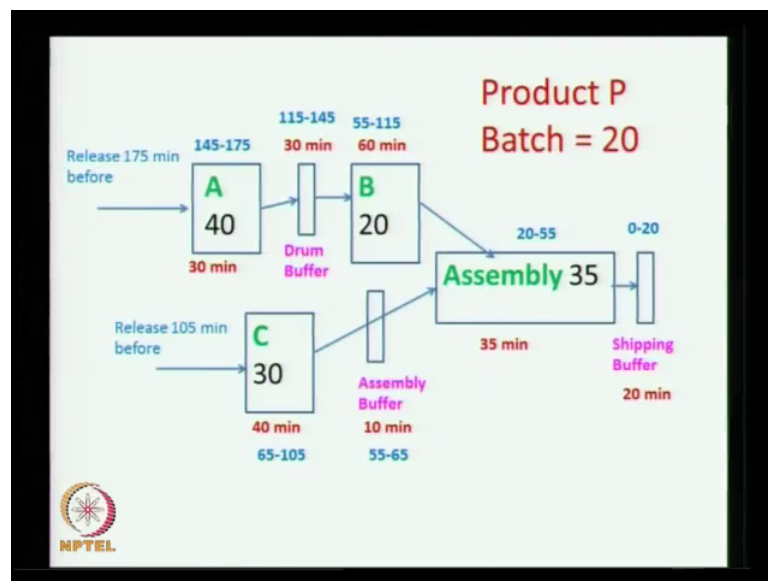 Product P
Batch = 20
Release 175 min
before
145-175
A
40
30 min
115-145
30 min
Drum
Buffer
55-115
60 min
B
20
20-55
Assembly 35
35 min
0-20
Shipping
Buffer
20 min
Release 105 min
before
C
30
40 min
65-105
Assembly
Buffer
10 min
55-65
NPTEL